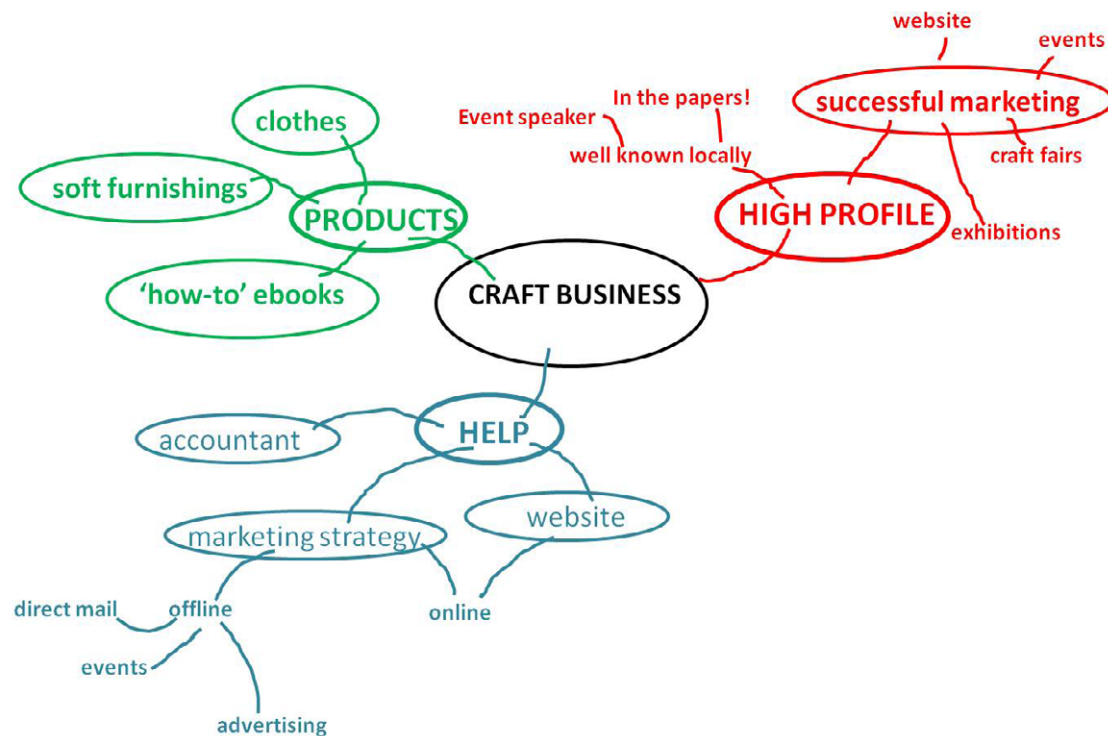 website
events
successful marketing
In the papers!
Event speaker
well known locally
craft fairs
HIGH PROFILE
exhibitions
clothes
soft furnishings
PRODUCTS
‘how-to’ ebooks
CRAFT BUSINESS
HELP
accountant
website
marketing strategy
direct mail
offline
online
events
advertising